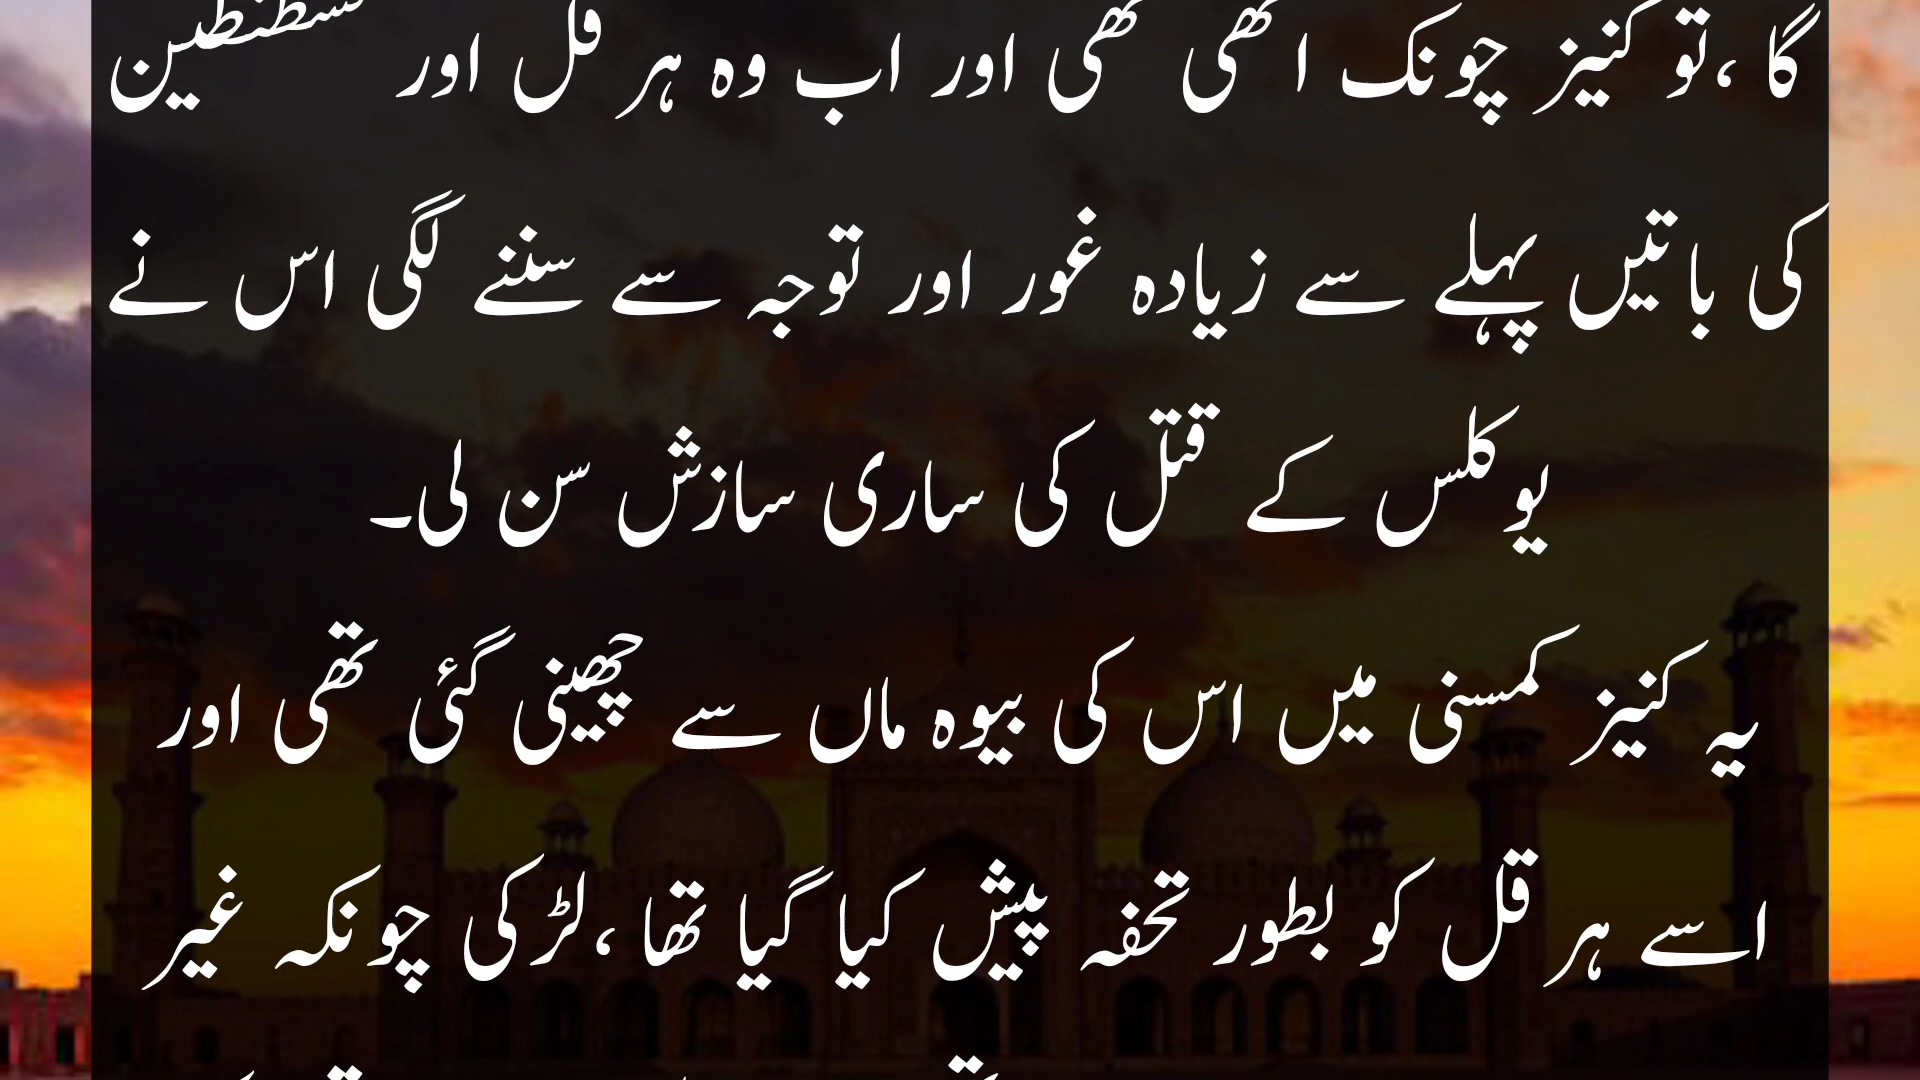 گا ،تو کنیز چونک اٹھی تھی اور اب وہ ہرقل اور قسطنطین
کی باتیں پہلے سے زیادہ غور اور توجہ سے سننے لگی اس نے
یوکلس کے قتل کی ساری سازش سن لی۔
یہ کنیز کمسنی میں اس کی بیوہ ماں سے چھینی گئی تھی اور
اسے ہرقل کو بطور تحفہ پیش کیا گیا تھا ،لڑکی چونکہ غیر